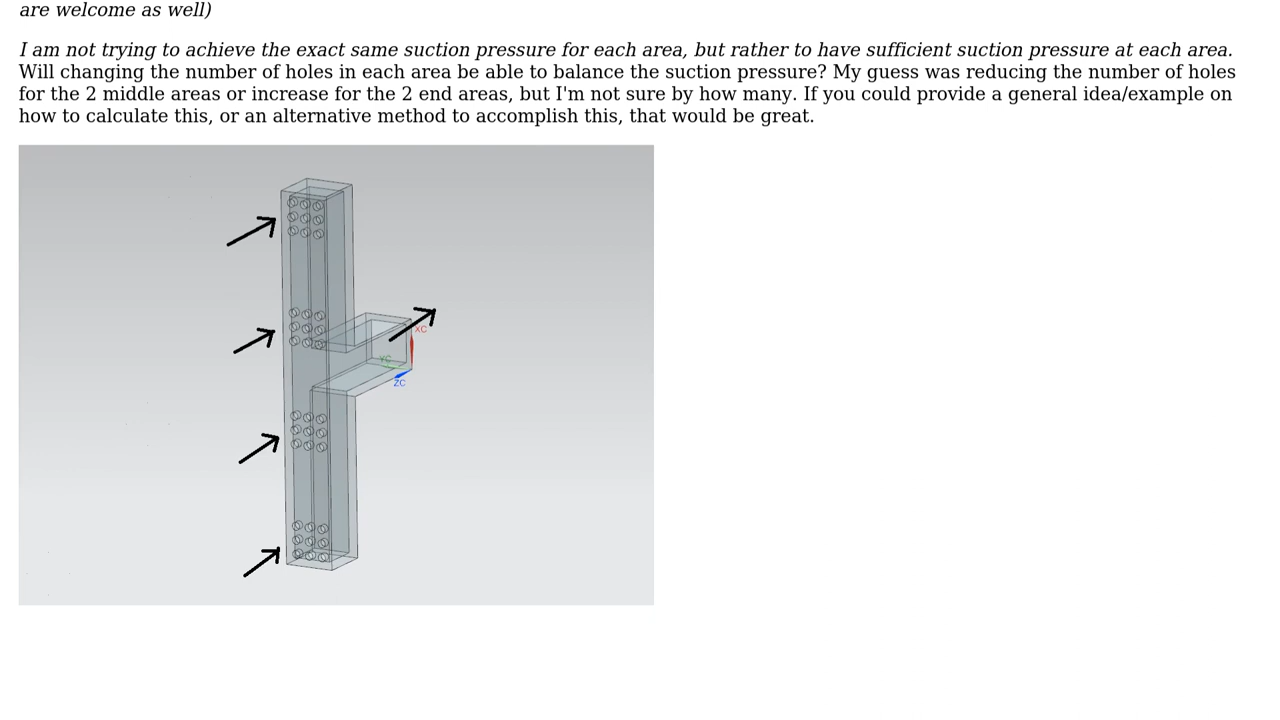 are welcome as well)
I am not trying to achieve the exact same suction pressure for each area, but rather to have sufficient suction pressure at each area.
Will changing the number of holes in each area be able to balance the suction pressure? My guess was reducing the number of holes
for the 2 middle areas or increase for the 2 end areas, but I'm not sure by how many. If you could provide a general idea/example on
how to calculate this, or an alternative method to accomplish this, that would be great.
XC
YC
ZC